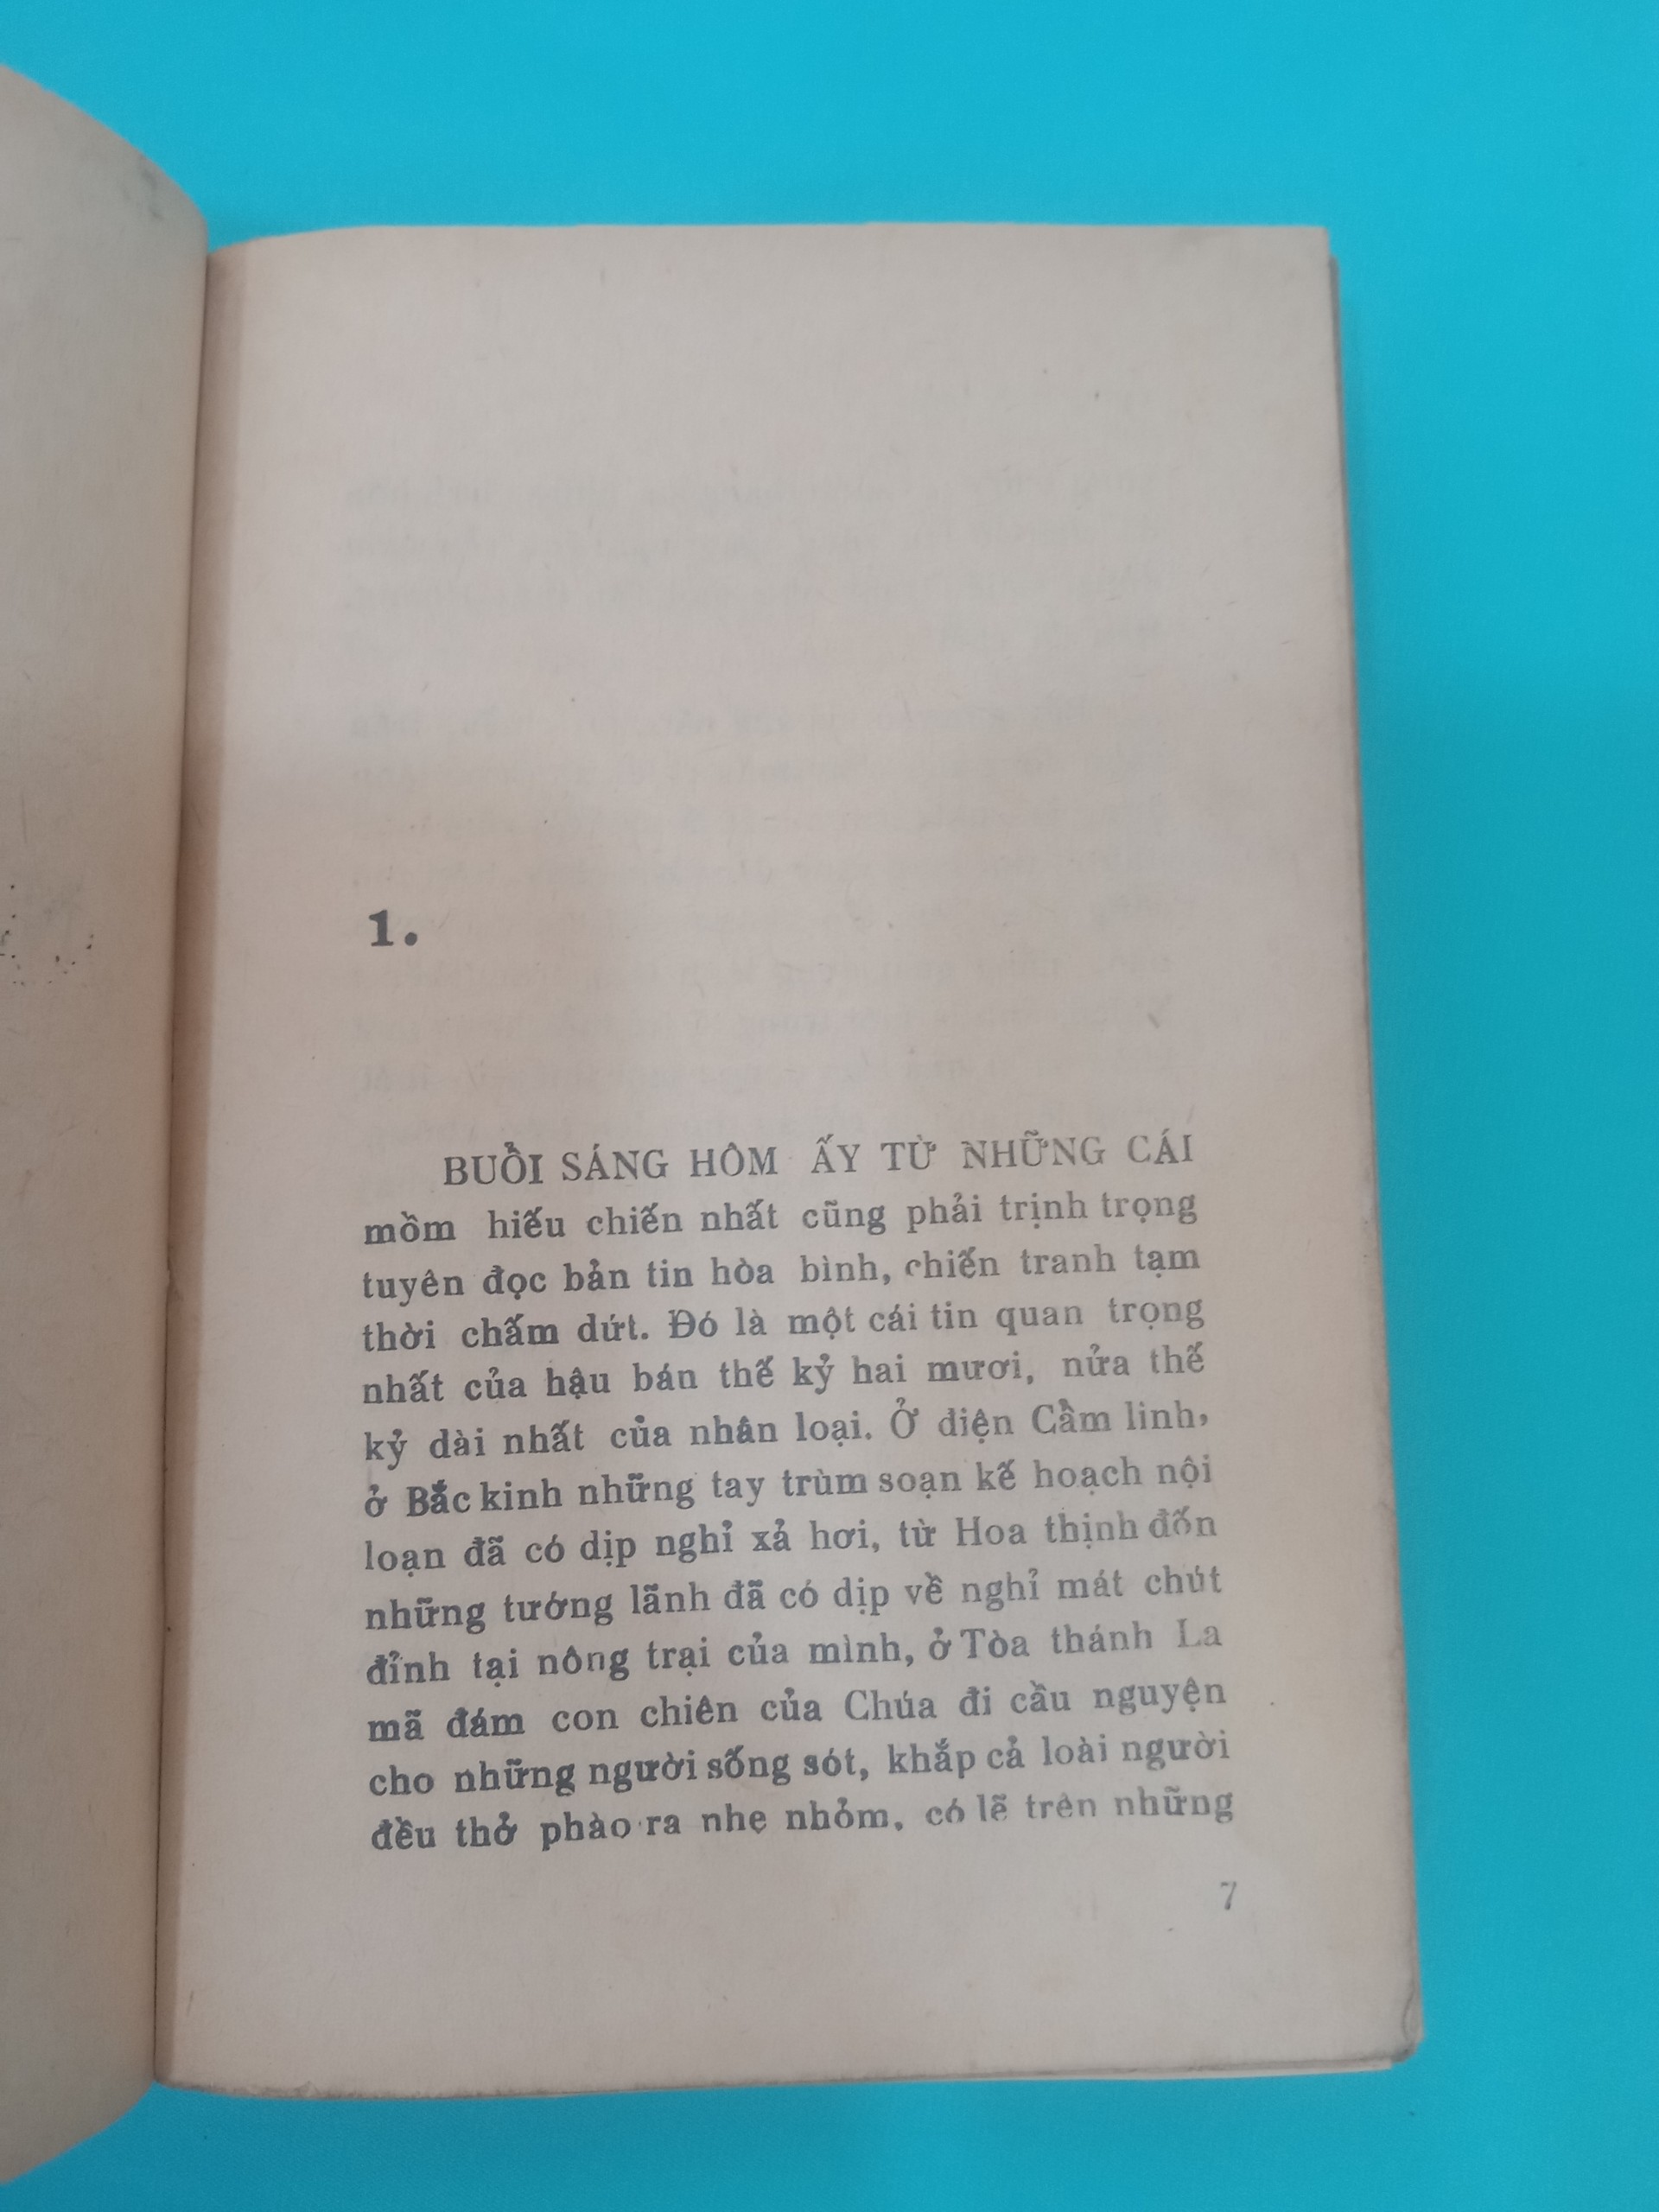 1.
BUỔI SÁNG HÔM ẤY TỪ NHỮNG CÁI
mồm hiếu chiến nhất cũng phải trịnh trọng
tuyên đọc bản tin hòa bình, chiến tranh tạm
thời chấm dứt. Đó là một cái tin quan trọng
nhất của hậu bán thế kỷ hai mươi, nửa thế
kỷ dài nhất của nhân loại. Ở điện Cẩm linh,
ở Bắc kinh những tay trùm soạn kế hoạch nội
loạn đã có dịp nghỉ xả hơi, từ Hoa thịnh đốn
những tướng lãnh đã có dịp về nghỉ mát chút
đỉnh tại nông trại của mình, ở Tòa thánh La
mã đám con chiên của Chúa đi cầu nguyện
cho những người sống sót, khắp cả loài người
đều thở phào ra nhẹ nhỏm, có lẽ trên những
7